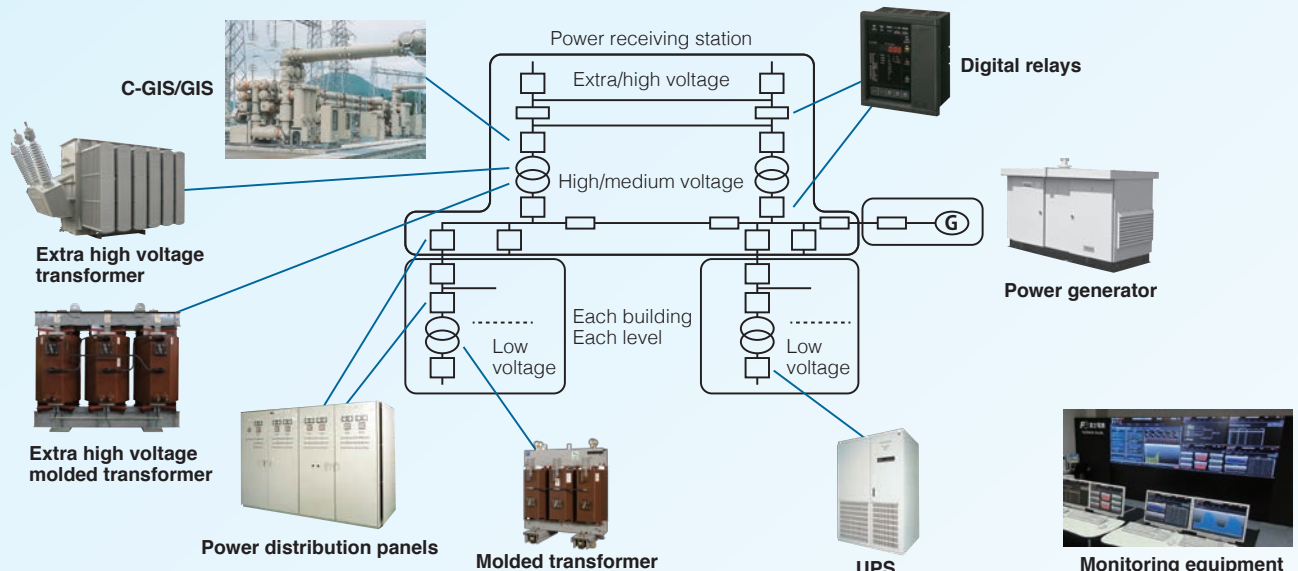 Power receiving station
Extra/high voltage
Digital relays
C-GIS/GIS
High/medium voltage
G
Extra high voltage
transformer
Power generator
Each building
Each level
Low
voltage
Low
voltage
Extra high voltage
molded transformer
Power distribution panels
Molded transformer
UPS
Monitoring equipment